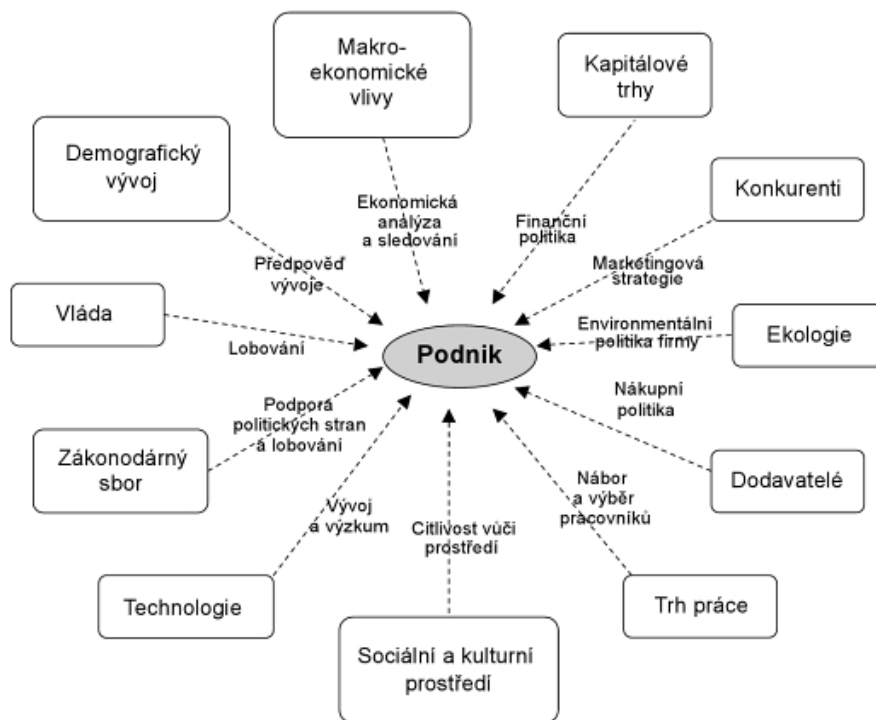 Makro-
ekonomické
vlivy
Kapitálové
trhy
Demografický
vývoj
Konkurenti
Ekonomická
analýza
a sledování
Finanční
politika
Předpověď
vývoje
Marketingová
strategie
Vláda
Lobování
Podnik
Environmentální
politika firmy
Ekologie
Podpora
politických stran
a lobování
Nákupní
politika
Zákonodárný
sbor
Dodavatelé
Vývoj
a výzkum
Citlivost vůči
prostředí
Nábor
a výběr
pracovníků
Technologie
Sociální a kulturní
prostředí
Trh práce